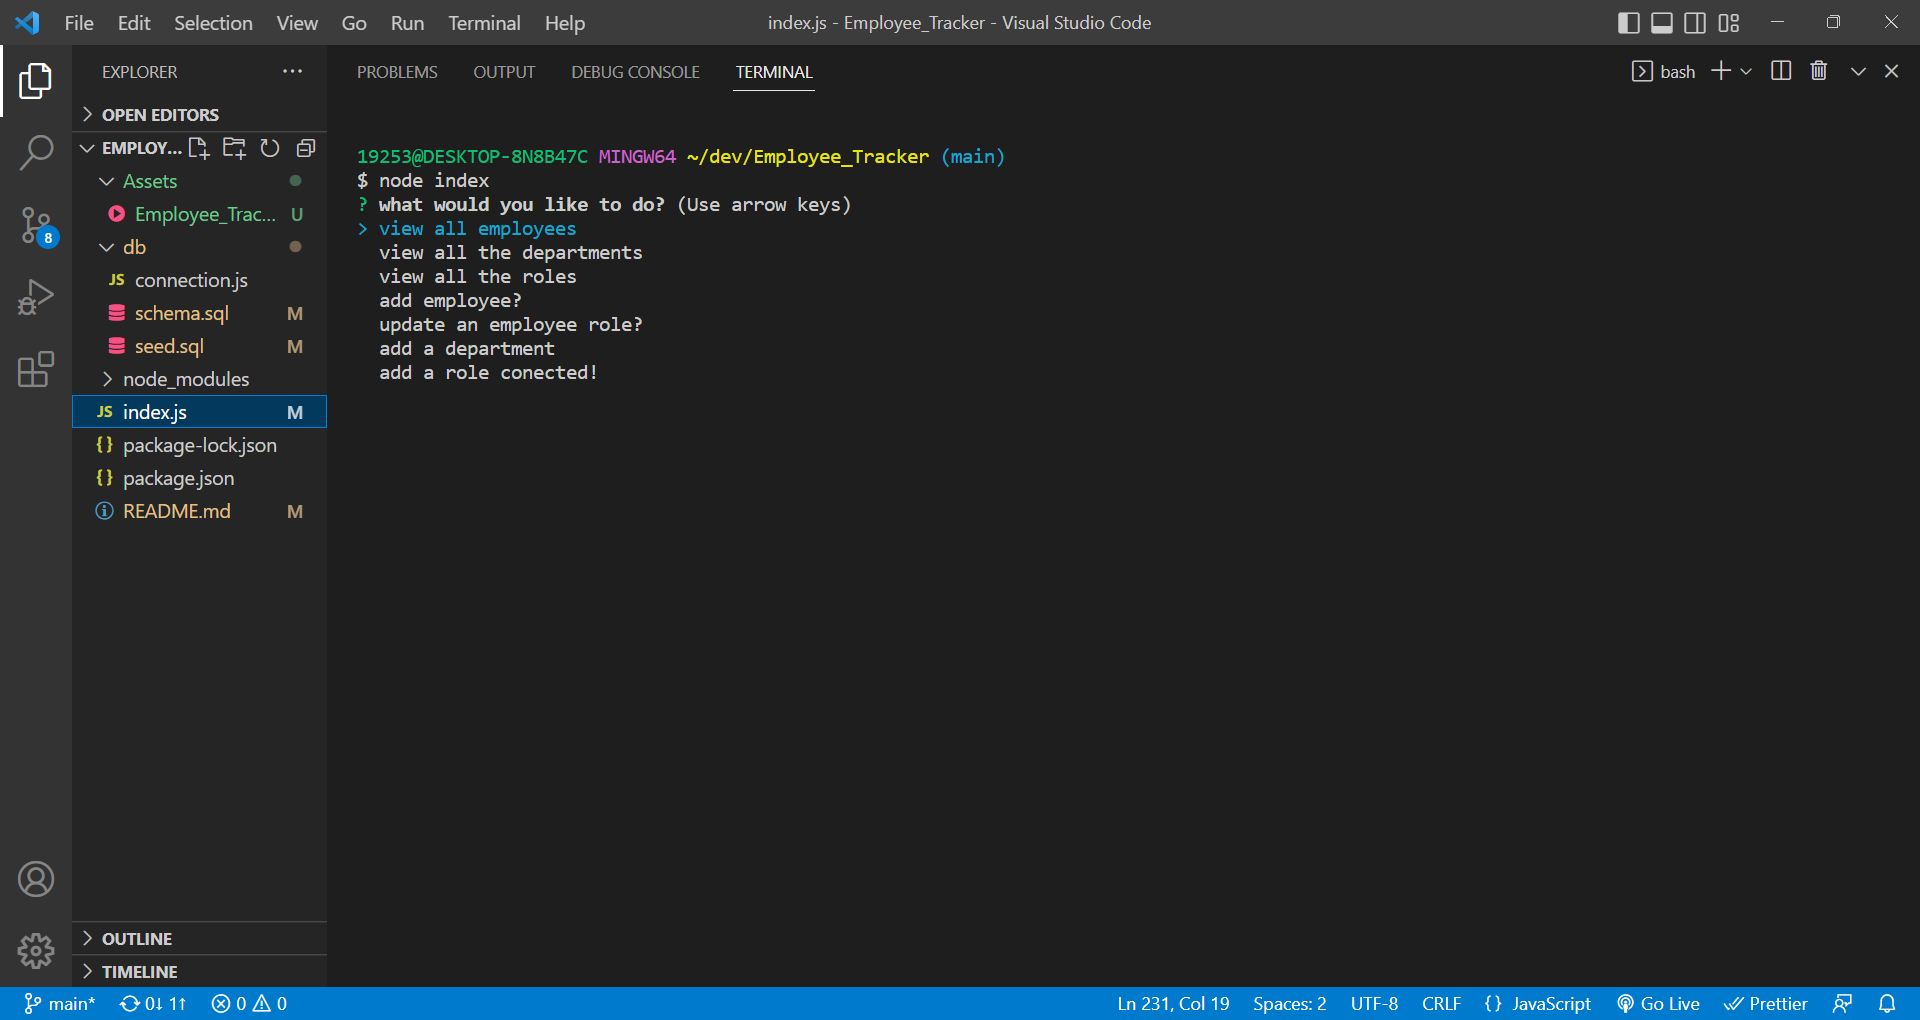 File Edit Selection View Go Run Terminal Help
index.js - Employee_Tracker - Visual Studio Code
EXPLORER
OPEN EDITORS
EMPLOY...
Assets
Employee_Trac... U
db
JS connection.js
schema.sql M
seed.sql M
node_modules
JS index.js M
{} package-lock.json
{} package.json
README.md M
OUTLINE
TIMELINE
8
PROBLEMS OUTPUT DEBUG CONSOLE TERMINAL
bash
19253@DESKTOP-8N8B47C MINGW64 ~/dev/Employee_Tracker (main)
$ node index
? what would you like to do? (Use arrow keys)
> view all employees
view all the departments
view all the roles
add employee?
update an employee role?
add a department
add a role conected!
main* 0↓ 1↑ 0 0
Ln 231, Col 19 Spaces: 2 UTF-8 CRLF {} JavaScript Go Live Prettier